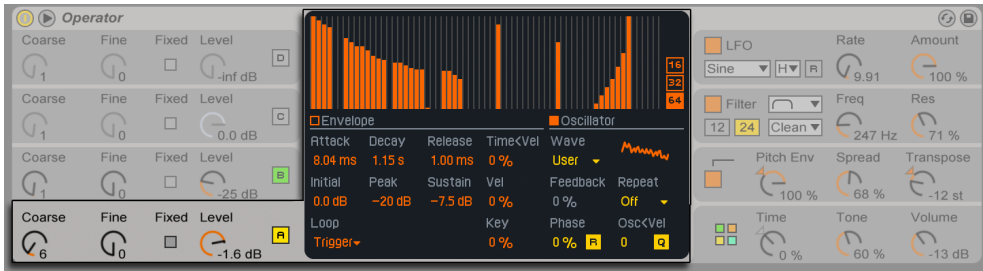 Operator
Coarse Fine Fixed Level
1 0 -inf dB D
Coarse Fine Fixed Level
1 0 0.0 dB C
Coarse Fine Fixed Level
1 0 -25 dB B
Coarse Fine Fixed Level
6 0 -1.6 dB A
16
32
64
Envelope Oscillator
Attack Decay Release Time<Vel Wave
8.04 ms 1.15 s 1.00 ms 0 % User
Initial Peak Sustain Vel Feedback Repeat
0.0 dB -20 dB -7.5 dB 0 % 0 % Off
Loop Key Phase Osc<Vel
Trigger 0 % 0 % R 0 Q
LFO Rate Amount
Sine H R 9.91 100 %
Filter Freq Res
12 24 Clean 247 Hz 71 %
Pitch Env Spread Transpose
100 % 68 % -12 st
Time Tone Volume
0 % 60 % -13 dB